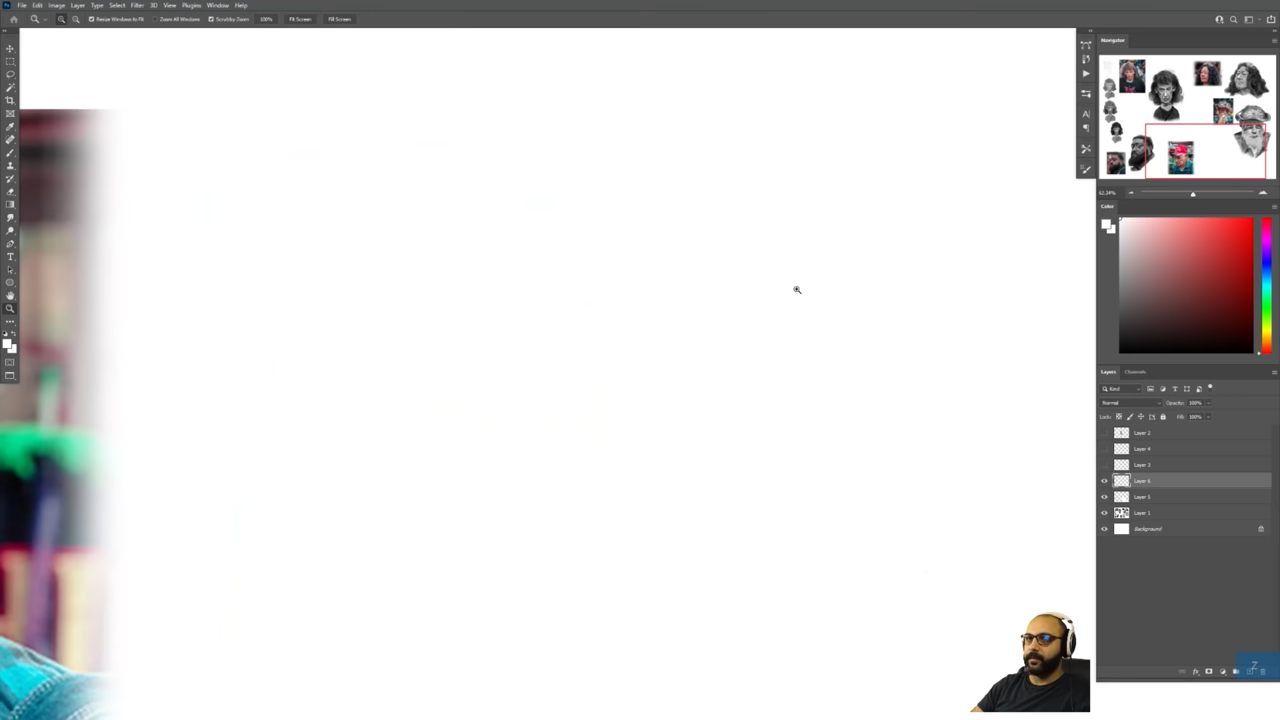 File Edit Image Layer Type Select Filter 3D View Plugins Window Help
Resize Windows to Fit Zoom All Windows Scrubby Zoom 100% Fit Screen Fill Screen
Navigator
Color
Layers Channels
Kind
Normal Opacity: 100%
Lock: Fill: 100%
Layer 2
Layer 4
Layer 3
Layer 6
Layer 5
Layer 1
Background
Z